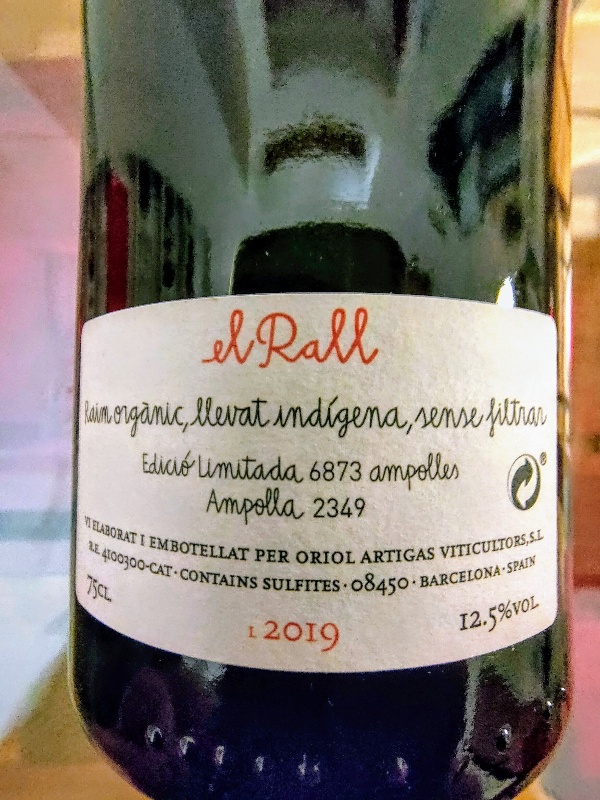 el Rall
Raïm orgànic, llevat indígena, sense filtrar
Edició Limitada 6873 ampolles
Ampolla 2349
®
VI ELABORAT I EMBOTELLAT PER ORIOL ARTIGAS VITICULTORS, S.L.
R.E 4100300-CAT · CONTAINS SULFITES · 08450 · BARCELONA · SPAIN
75CL.
12.5%VOL
L 2019